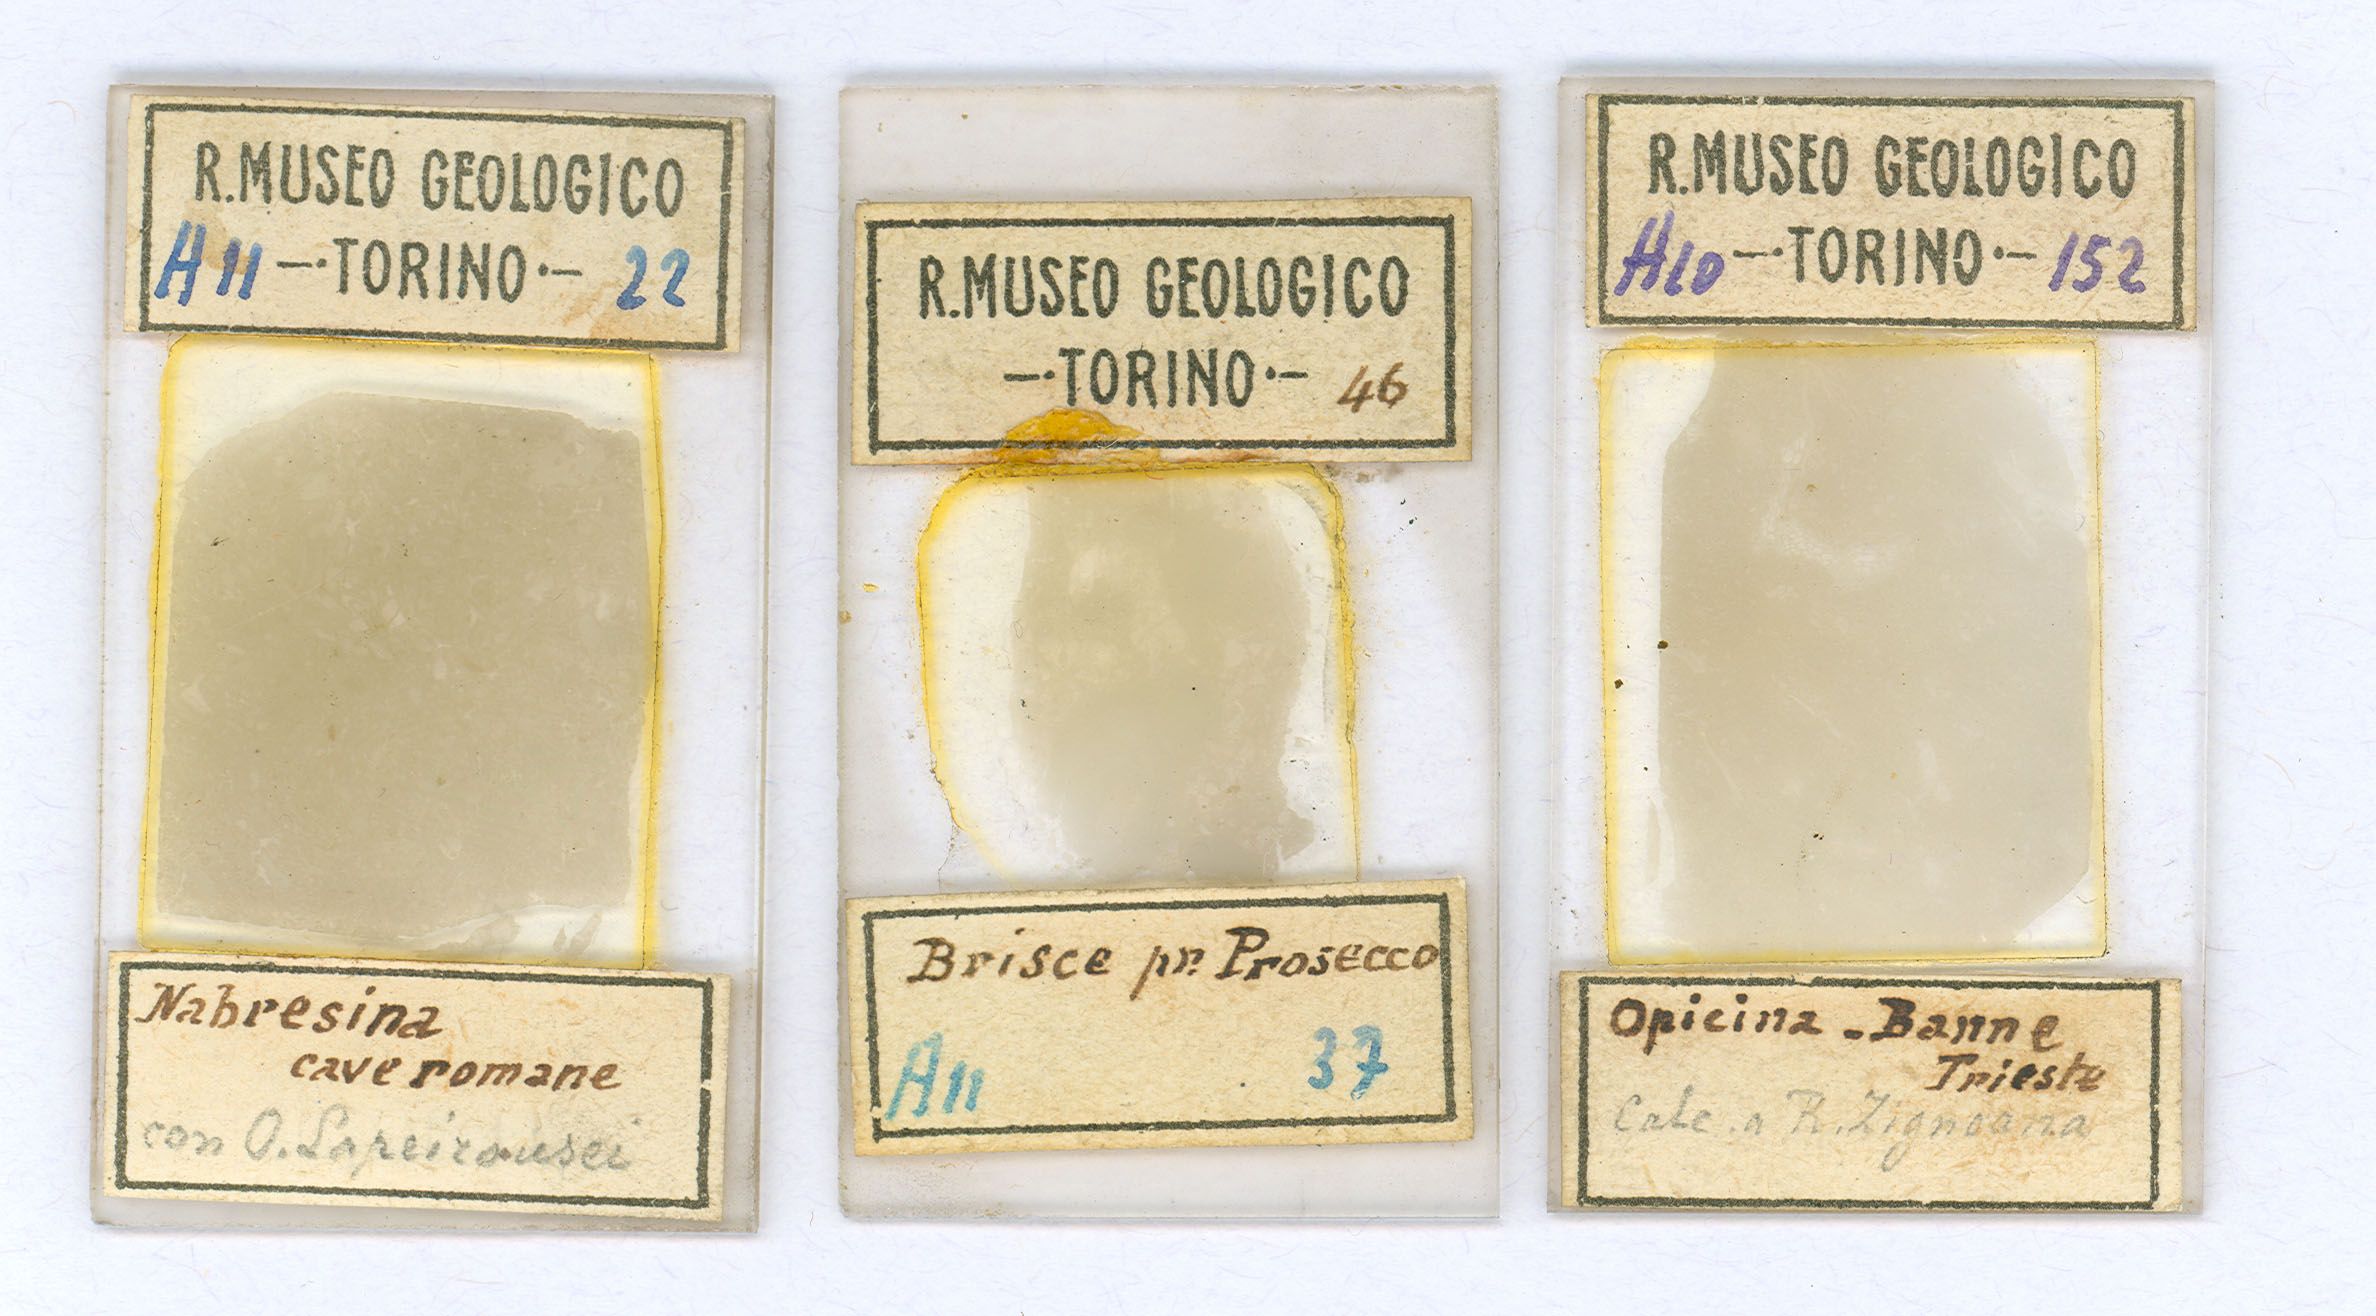 R. MUSEO GEOLOGICO
A11 –·TORINO·– 22
Nabresina
cave romane
con O. Lapeirousei
R. MUSEO GEOLOGICO
–·TORINO·– 46
Brisce pr. Prosecco
A11 37
R. MUSEO GEOLOGICO
A10 –·TORINO·– 152
Opicina - Banne
Trieste
Calc. a R. Zignoana